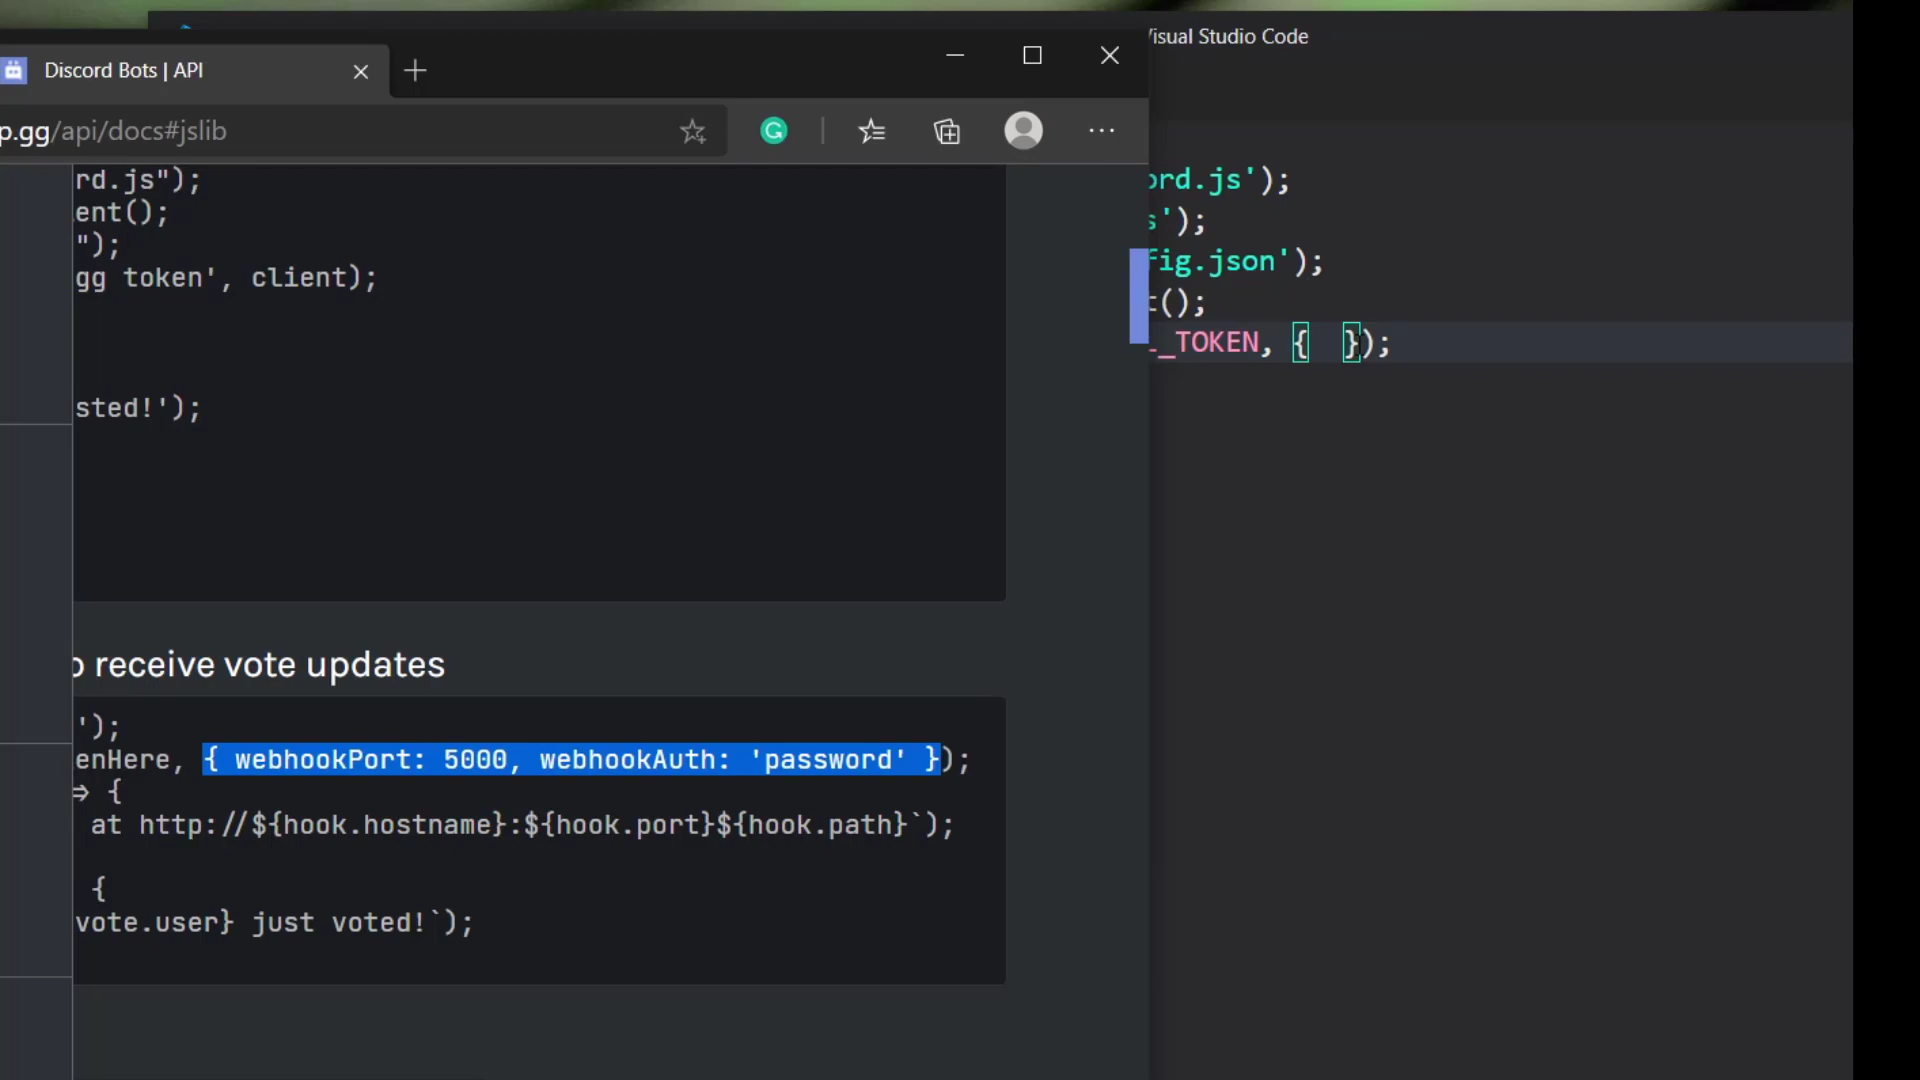 Visual Studio Code
Discord Bots | API
p.gg/api/docs#jslib
rd.js");
ent();
");
gg token', client);
sted!');
o receive vote updates
');
enHere, { webhookPort: 5000, webhookAuth: 'password' });
=> {
at http://${hook.hostname}:${hook.port}${hook.path}`);
{
vote.user} just voted!`);
ord.js');
s');
fig.json');
t();
L_TOKEN, {  });